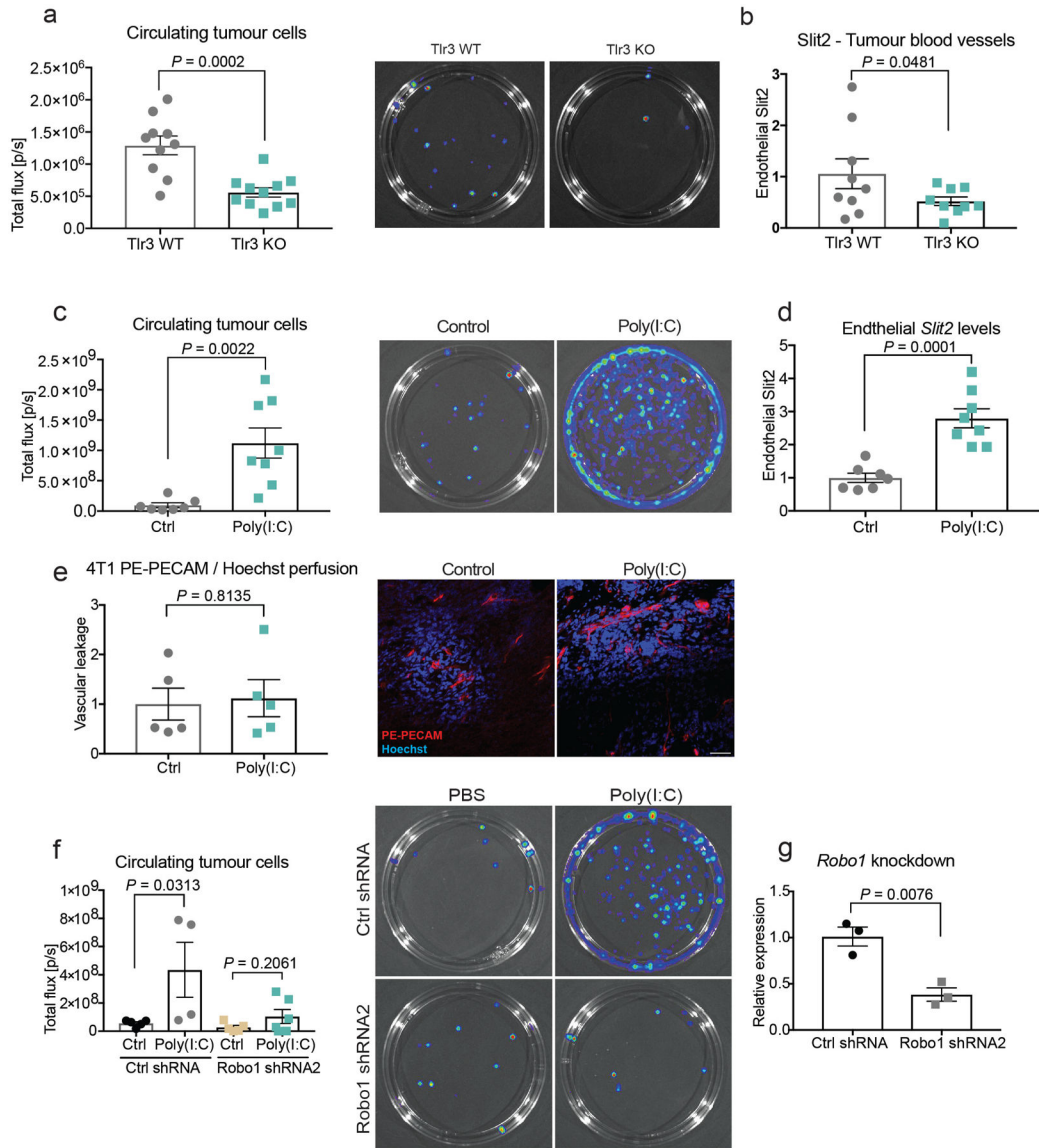 a
Circulating tumour cells
P = 0.0002
Total flux [p/s]
2.5×10⁶
2.0×10⁶
1.5×10⁶
1.0×10⁶
5.0×10⁵
0.0
Tlr3 WT
Tlr3 KO
Tlr3 WT
Tlr3 KO
b
Slit2 - Tumour blood vessels
P = 0.0481
Endothelial Slit2
3
2
1
0
Tlr3 WT
Tlr3 KO
c
Circulating tumour cells
P = 0.0022
Total flux [p/s]
2.5×10⁹
2.0×10⁹
1.5×10⁹
1.0×10⁹
5.0×10⁸
0.0
Ctrl
Poly(I:C)
Control
Poly(I:C)
d
Endthelial Slit2 levels
P = 0.0001
Endothelial Slit2
5
4
3
2
1
0
Ctrl
Poly(I:C)
e
4T1 PE-PECAM / Hoechst perfusion
P = 0.8135
Vascular leakage
3
2
1
0
Ctrl
Poly(I:C)
Control
Poly(I:C)
PE-PECAM
Hoechst
f
Circulating tumour cells
P = 0.0313
P = 0.2061
Total flux [p/s]
1×10⁹
8×10⁸
6×10⁸
4×10⁸
2×10⁸
0
Ctrl
Poly(I:C)
Ctrl
Poly(I:C)
Ctrl shRNA
Robo1 shRNA2
PBS
Poly(I:C)
Ctrl shRNA
Robo1 shRNA2
g
Robo1 knockdown
P = 0.0076
Relative expression
1.5
1.0
0.5
0.0
Ctrl shRNA
Robo1 shRNA2